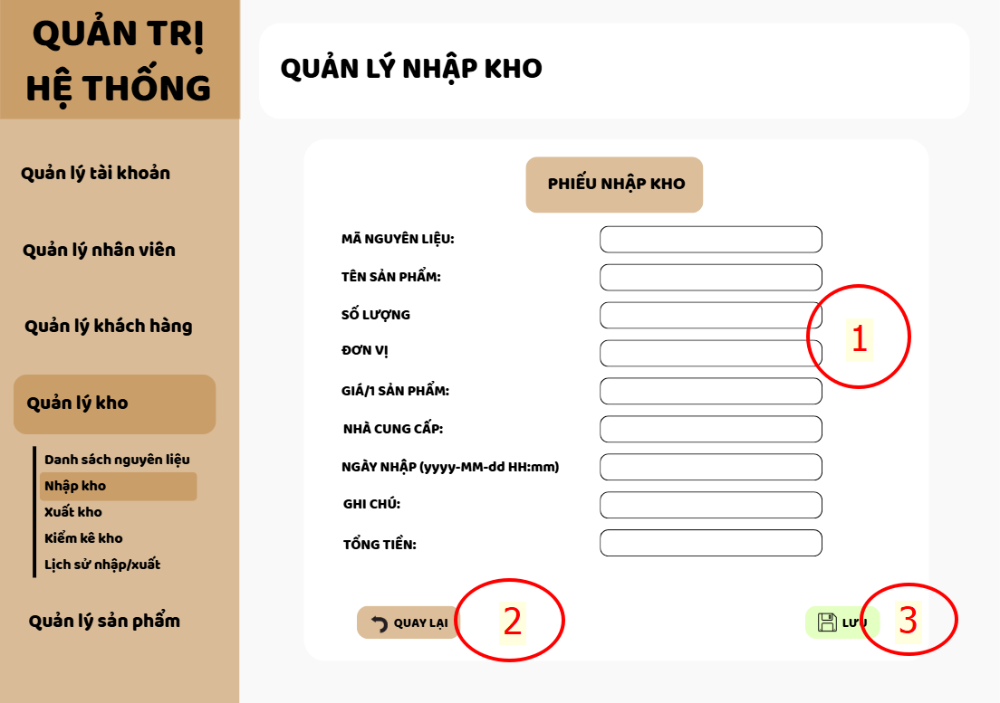 QUẢN TRỊ
HỆ THỐNG
Quản lý tài khoản
Quản lý nhân viên
Quản lý khách hàng
Quản lý kho
Danh sách nguyên liệu
Nhập kho
Xuất kho
Kiểm kê kho
Lịch sử nhập/xuất
Quản lý sản phẩm
QUẢN LÝ NHẬP KHO
PHIẾU NHẬP KHO
MÃ NGUYÊN LIỆU:
TÊN SẢN PHẨM:
SỐ LƯỢNG
ĐƠN VỊ
GIÁ/1 SẢN PHẨM:
NHÀ CUNG CẤP:
NGÀY NHẬP (yyyy-MM-dd HH:mm)
GHI CHÚ:
TỔNG TIỀN:
1
QUAY LẠI
2
LƯU
3